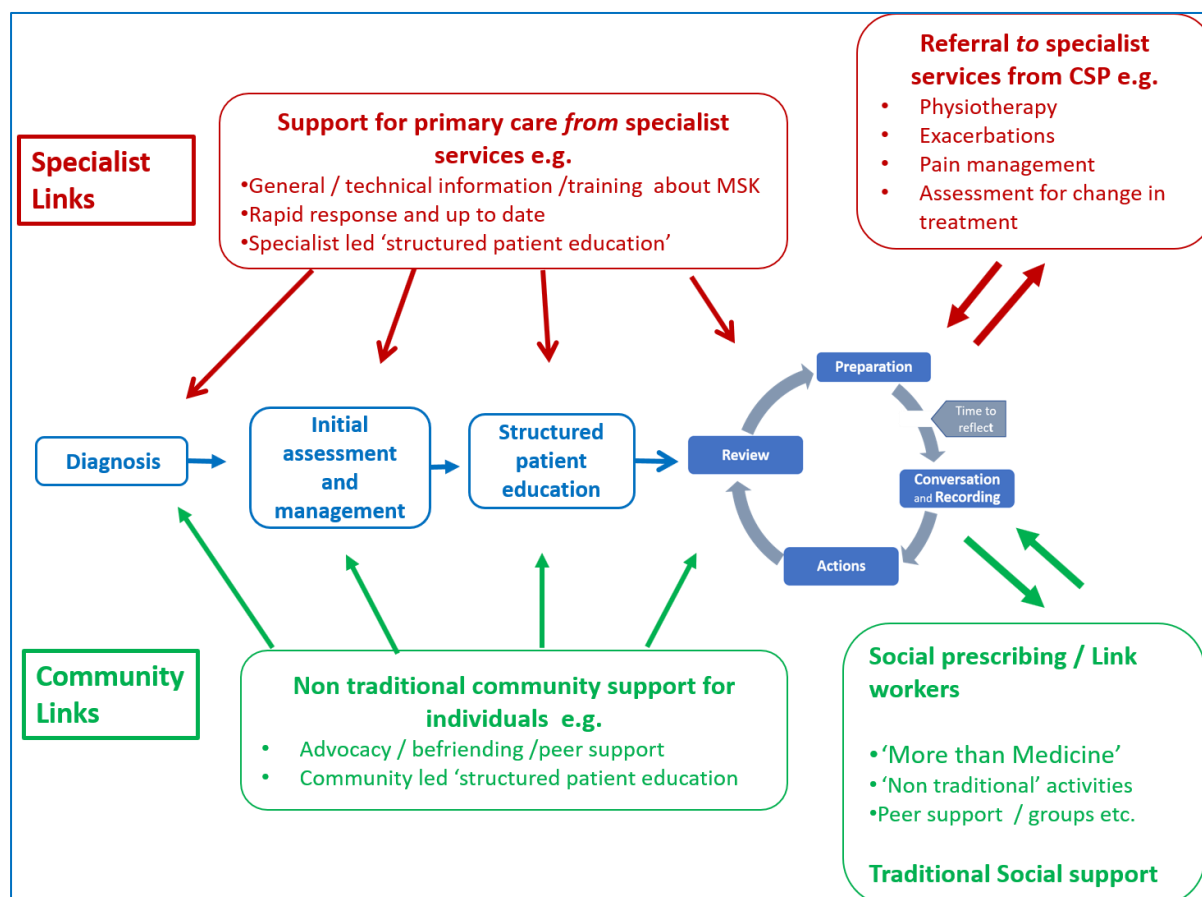 Specialist
Links
Support for primary care from specialist
services e.g.
•General / technical information /training about MSK
•Rapid response and up to date
•Specialist led ‘structured patient education’
Referral to specialist
services from CSP e.g.
• Physiotherapy
• Exacerbations
• Pain management
• Assessment for change in
treatment
Diagnosis
Initial
assessment
and
management
Structured
patient
education
Preparation
Time to
reflect
Conversation
and Recording
Actions
Review
Community
Links
Non traditional community support for
individuals e.g.
• Advocacy / befriending /peer support
• Community led ‘structured patient education
Social prescribing / Link
workers
• ‘More than Medicine’
• ‘Non traditional’ activities
•Peer support / groups etc.
Traditional Social support